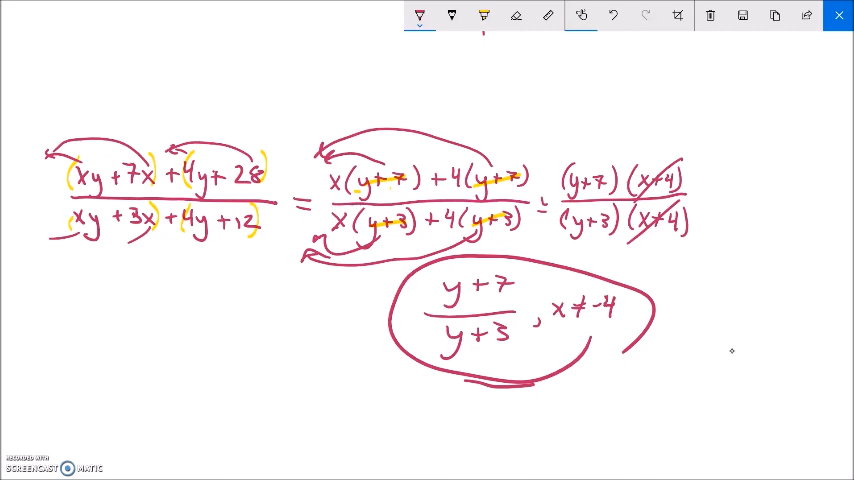 (xy + 7x) + (4y + 28) / (xy + 3x) + (4y + 12) = x(y+7) + 4(y+7) / x(y+3) + 4(y+3) = (y+7)(x+4) / (y+3)(x+4)
y + 7 / y + 3 , x ≠ -4
RECORDED WITH
SCREENCAST MATIC